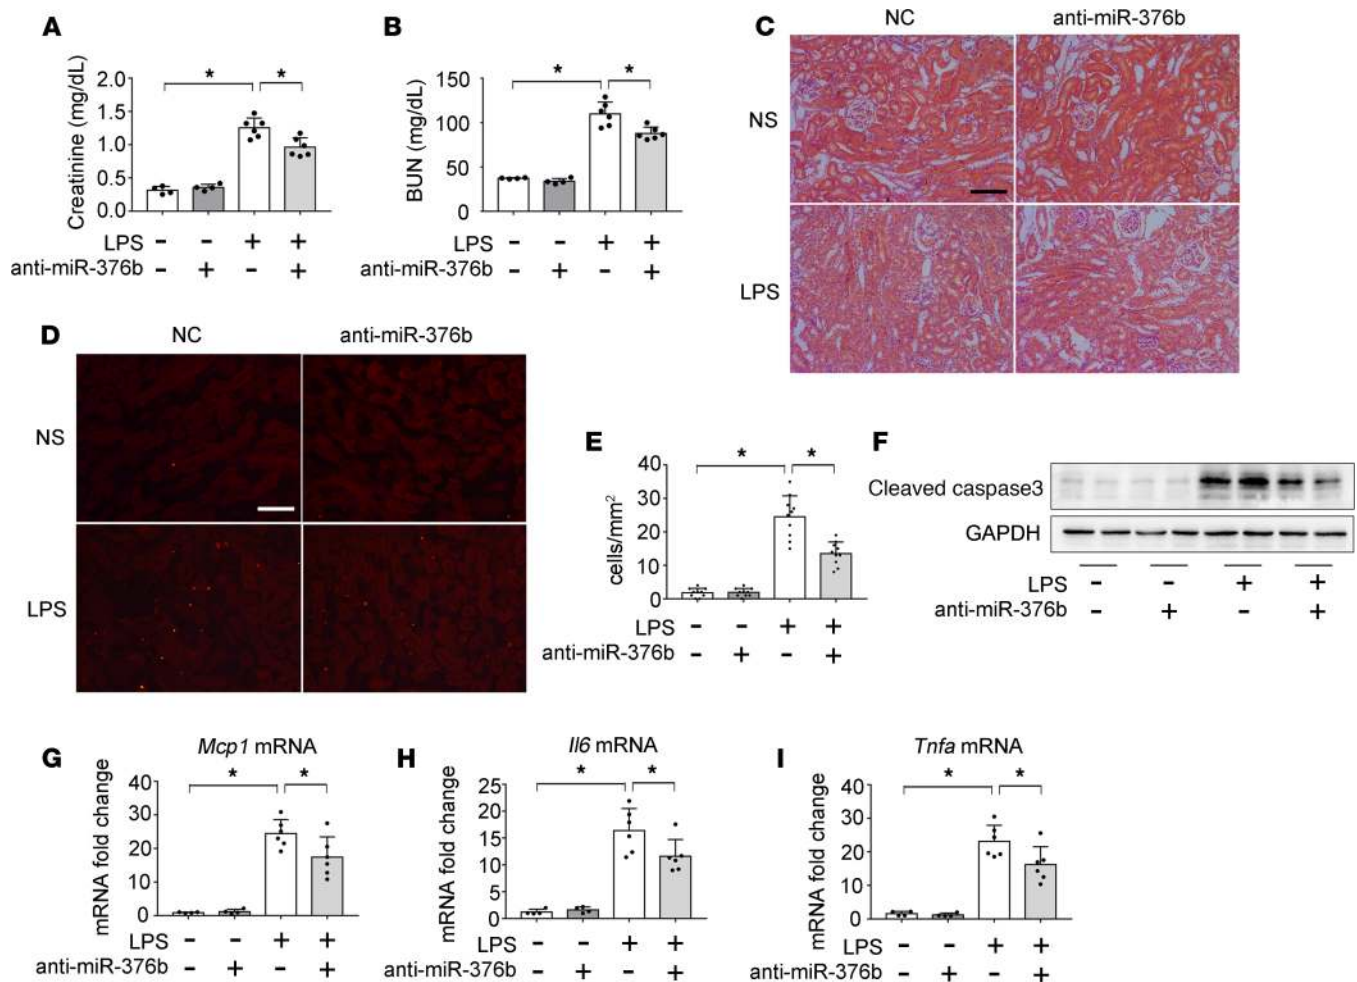 A
Creatinine (mg/dL)
2.0
1.5
1.0
0.5
0.0
* *
LPS - - + +
anti-miR-376b - + - +
B
BUN (mg/dL)
150
100
50
0
* *
LPS - - + +
anti-miR-376b - + - +
C
NC anti-miR-376b
NS
LPS
D
NC anti-miR-376b
NS
LPS
E
cells/mm²
40
30
20
10
0
* *
LPS - - + +
anti-miR-376b - + - +
F
Cleaved caspase3
GAPDH
LPS - - + +
anti-miR-376b - + - +
G
Mcp1 mRNA
mRNA fold change
40
30
20
10
0
* *
LPS - - + +
anti-miR-376b - + - +
H
Il6 mRNA
mRNA fold change
25
20
15
10
5
0
* *
LPS - - + +
anti-miR-376b - + - +
I
Tnfa mRNA
mRNA fold change
40
30
20
10
0
* *
LPS - - + +
anti-miR-376b - + - +